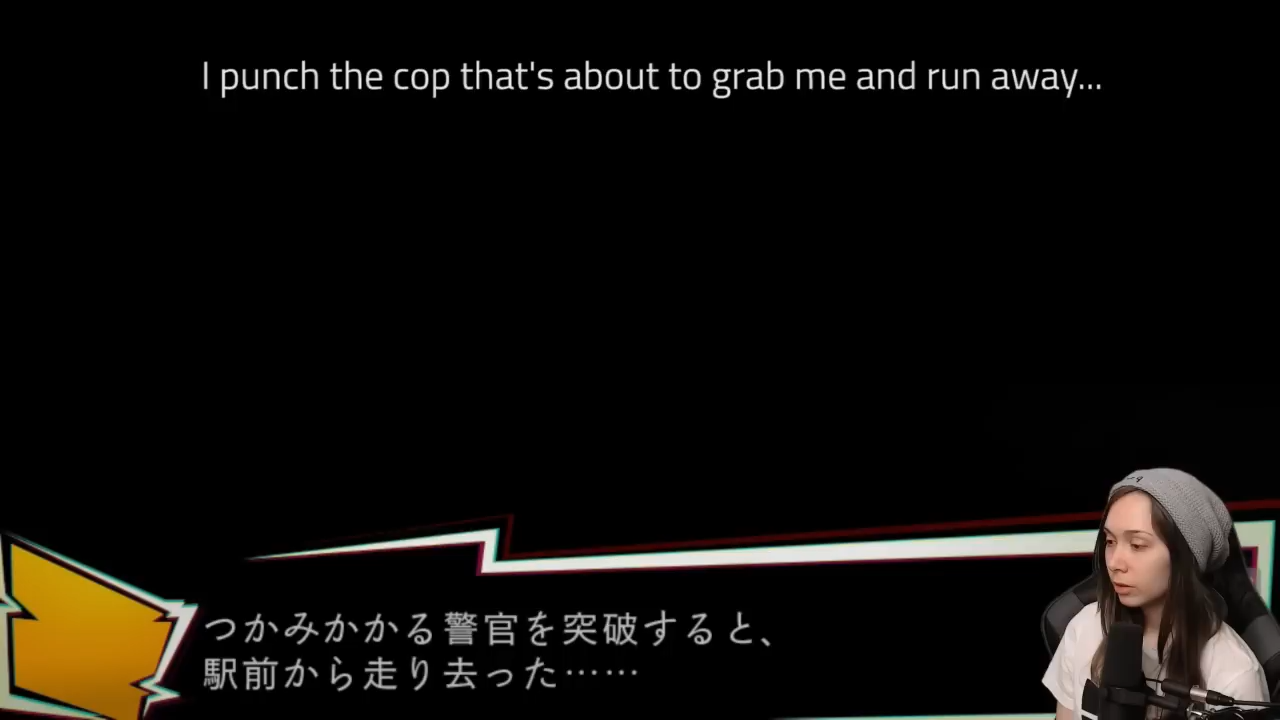 I punch the cop that's about to grab me and run away...
つかみかかる警官を突破すると、
駅前から走り去った……